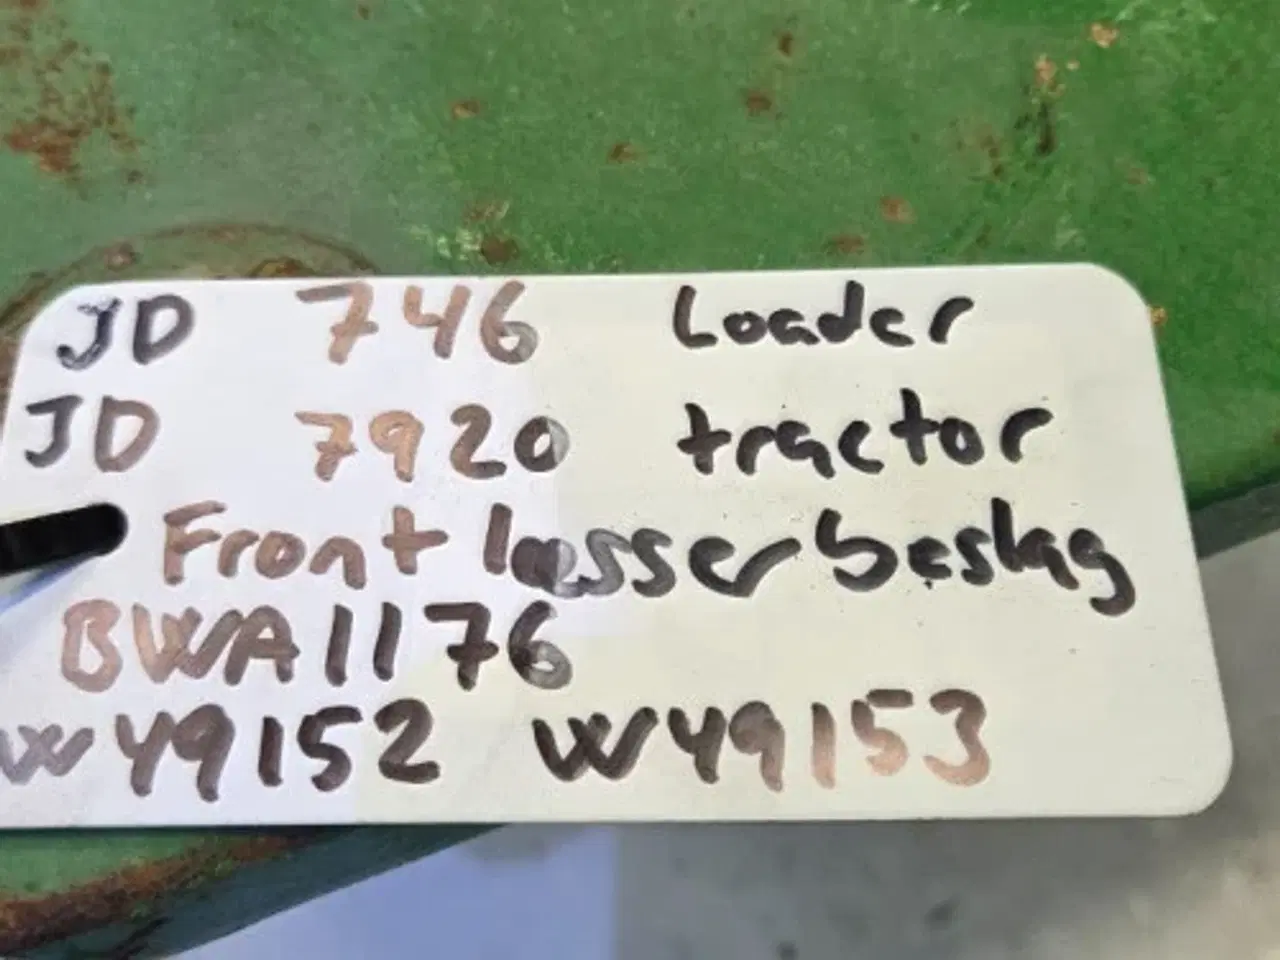 JD 746 Loader
JD 7920 tractor
Frontlæsserbeslag
BWA1176
W49152 W49153